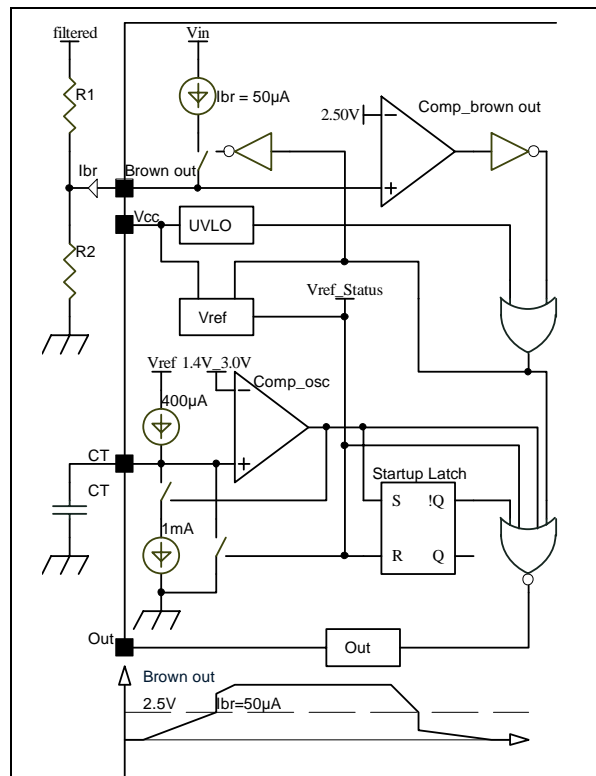 filtered
Vin
R1
Ibr = 50µA
Comp_brown out
2.50V
Ibr
Brown out
Vcc
UVLO
R2
Vref_Status
Vref
Vref
1.4V_3.0V
Comp_osc
400µA
CT
CT
Startup Latch
S
!Q
1mA
R
Q
Out
Out
Brown out
2.5V
Ibr=50µA